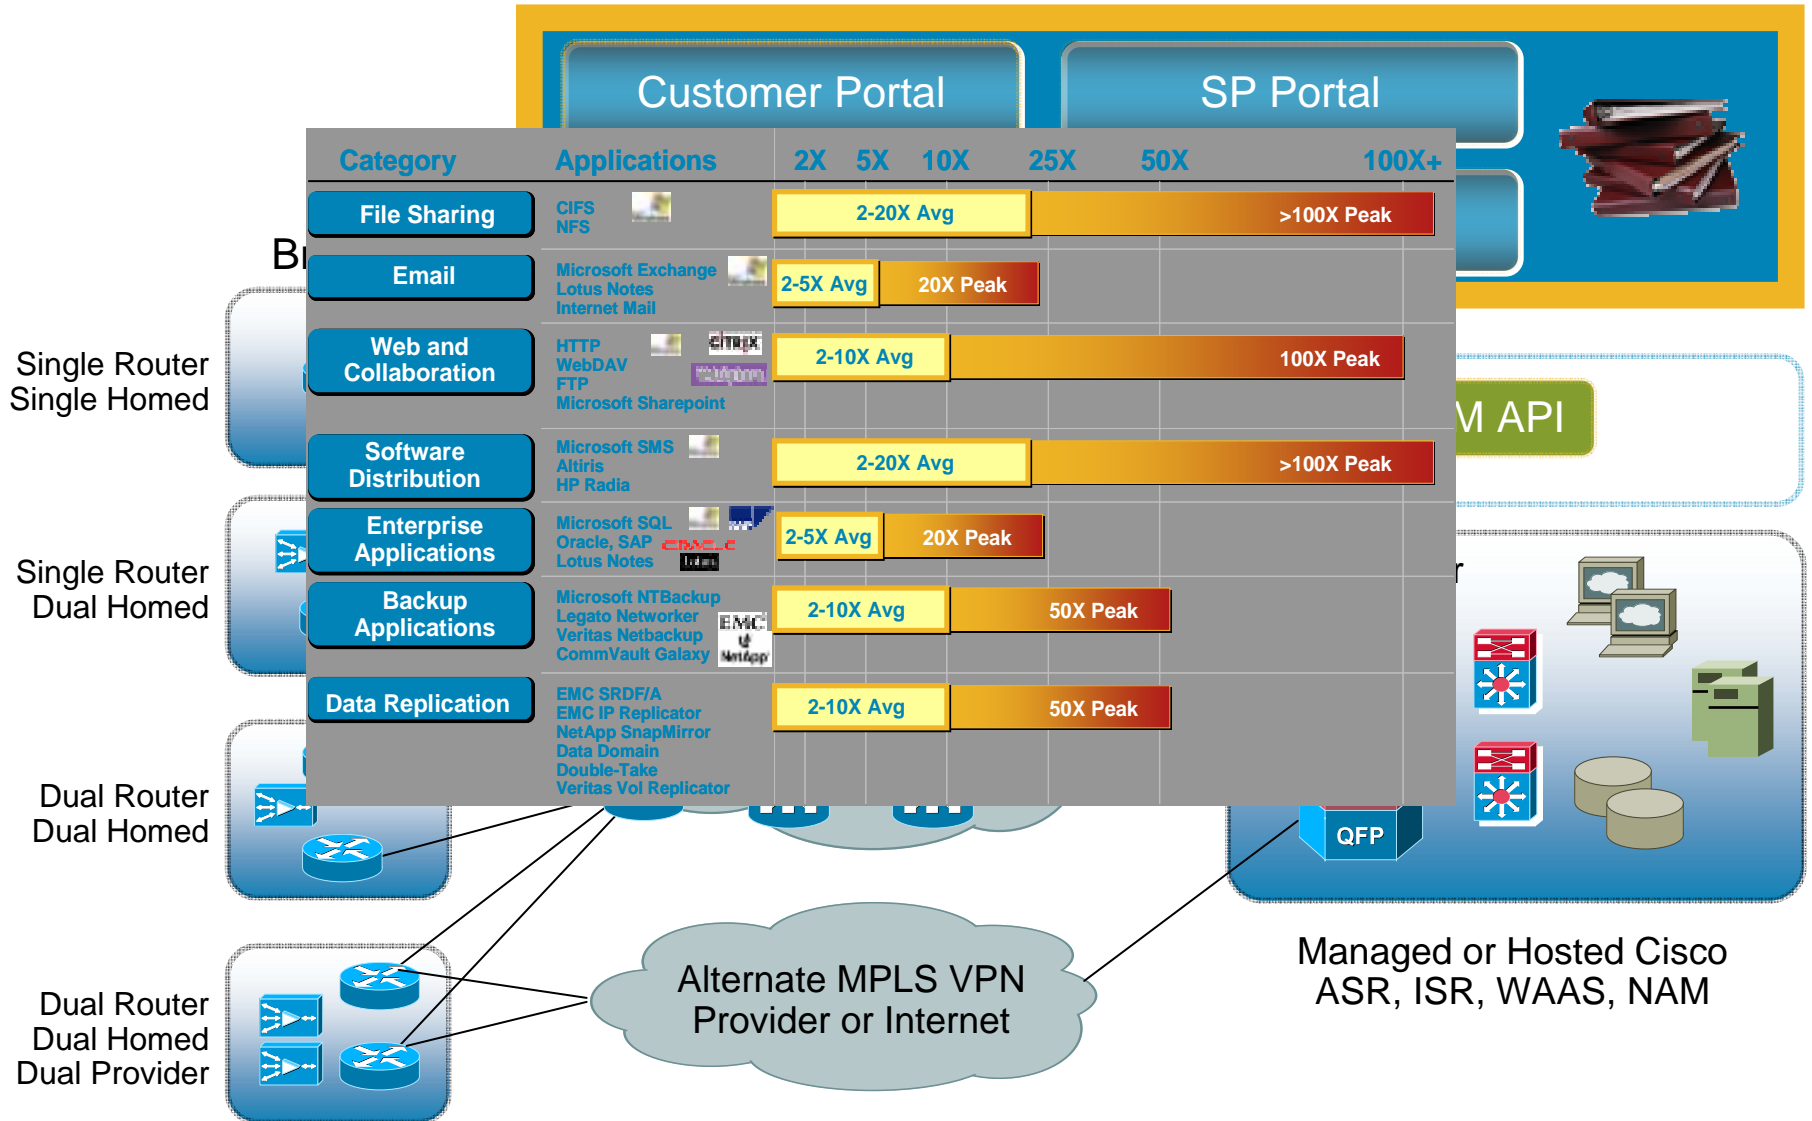 Customer Portal
SP Portal
Category
Applications
2X
5X
10X
25X
50X
100X+
File Sharing
CIFS
NFS
2-20X Avg
>100X Peak
Email
Microsoft Exchange
Lotus Notes
Internet Mail
2-5X Avg
20X Peak
Web and
Collaboration
HTTP
WebDAV
FTP
Microsoft Sharepoint
CITRIX
2-10X Avg
100X Peak
Software
Distribution
Microsoft SMS
Altiris
HP Radia
2-20X Avg
>100X Peak
Enterprise
Applications
Microsoft SQL
Oracle, SAP
Lotus Notes
ORACLE
Lotus
2-5X Avg
20X Peak
Backup
Applications
Microsoft NTBackup
Legato Networker
Veritas Netbackup
CommVault Galaxy
EMC
NetApp
2-10X Avg
50X Peak
Data Replication
EMC SRDF/A
EMC IP Replicator
NetApp SnapMirror
Data Domain
Double-Take
Veritas Vol Replicator
2-10X Avg
50X Peak
Single Router
Single Homed
Single Router
Dual Homed
Dual Router
Dual Homed
Dual Router
Dual Homed
Dual Provider
API
QFP
Alternate MPLS VPN
Provider or Internet
Managed or Hosted Cisco
ASR, ISR, WAAS, NAM